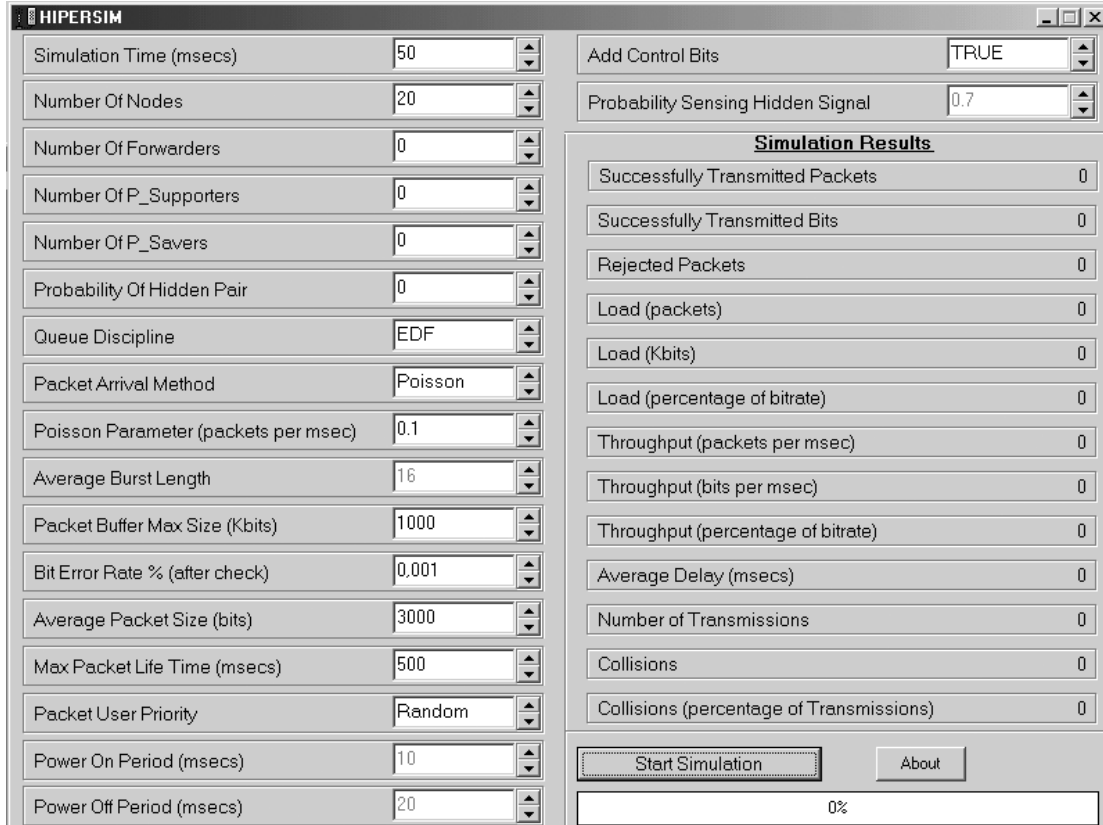 HIPERSIM
Simulation Time (msecs) 50
Number Of Nodes 20
Number Of Forwarders 0
Number Of P_Supporters 0
Number Of P_Savers 0
Probability Of Hidden Pair 0
Queue Discipline EDF
Packet Arrival Method Poisson
Poisson Parameter (packets per msec) 0.1
Average Burst Length 16
Packet Buffer Max Size (Kbits) 1000
Bit Error Rate % (after check) 0,001
Average Packet Size (bits) 3000
Max Packet Life Time (msecs) 500
Packet User Priority Random
Power On Period (msecs) 10
Power Off Period (msecs) 20
Add Control Bits TRUE
Probability Sensing Hidden Signal 0.7
Simulation Results
Successfully Transmitted Packets 0
Successfully Transmitted Bits 0
Rejected Packets 0
Load (packets) 0
Load (Kbits) 0
Load (percentage of bitrate) 0
Throughput (packets per msec) 0
Throughput (bits per msec) 0
Throughput (percentage of bitrate) 0
Average Delay (msecs) 0
Number of Transmissions 0
Collisions 0
Collisions (percentage of Transmissions) 0
Start Simulation About
0%